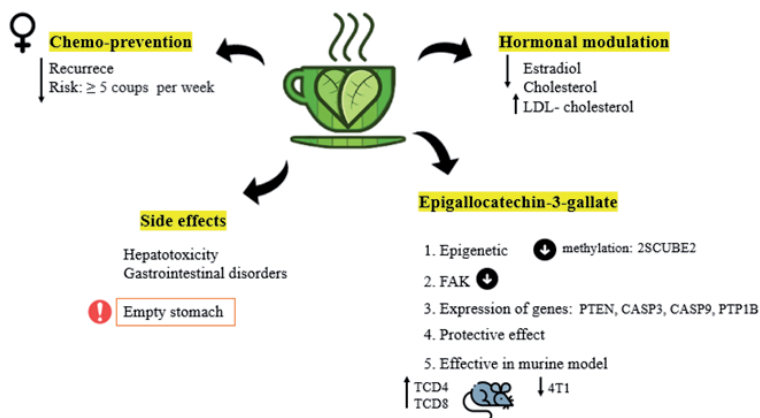 Chemo-prevention
Recurrece
Risk: ≥ 5 coups per week
Hormonal modulation
Estradiol
Cholesterol
LDL- cholesterol
Side effects
Hepatotoxicity
Gastrointestinal disorders
Empty stomach
Epigallocatechin-3-gallate
1. Epigenetic methylation: 2SCUBE2
2. FAK
3. Expression of genes: PTEN, CASP3, CASP9, PTP1B
4. Protective effect
5. Effective in murine model
TCD4 4T1
TCD8